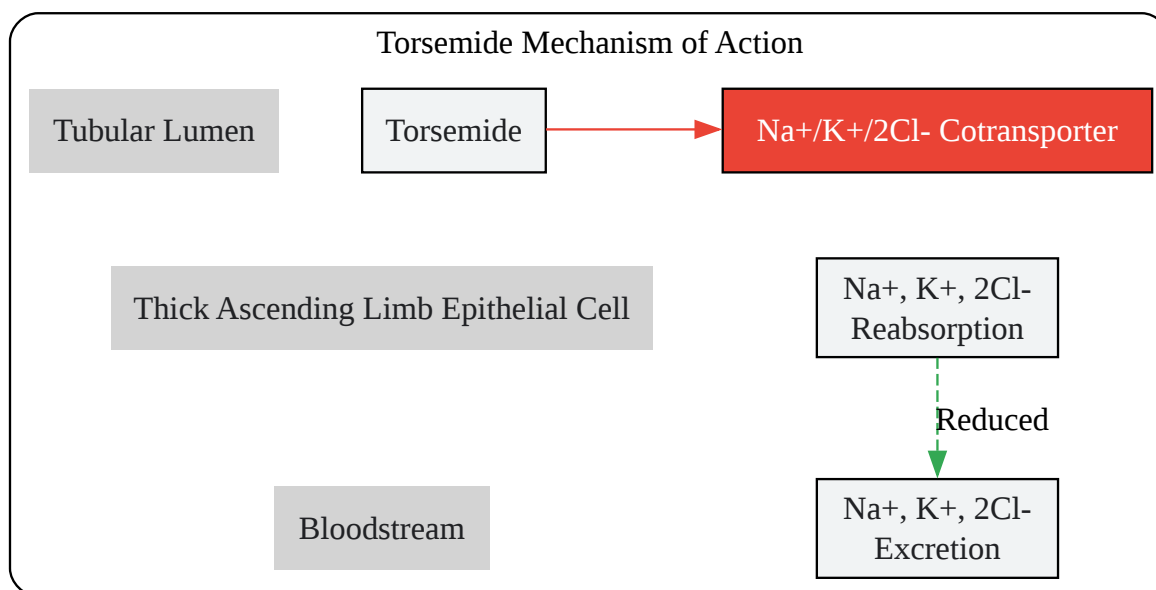 Torsemide Mechanism of Action
Tubular Lumen
Torsemide
Na+/K+/2Cl- Cotransporter
Thick Ascending Limb Epithelial Cell
Na+, K+, 2Cl-
Reabsorption
Reduced
Bloodstream
Na+, K+, 2Cl-
Excretion